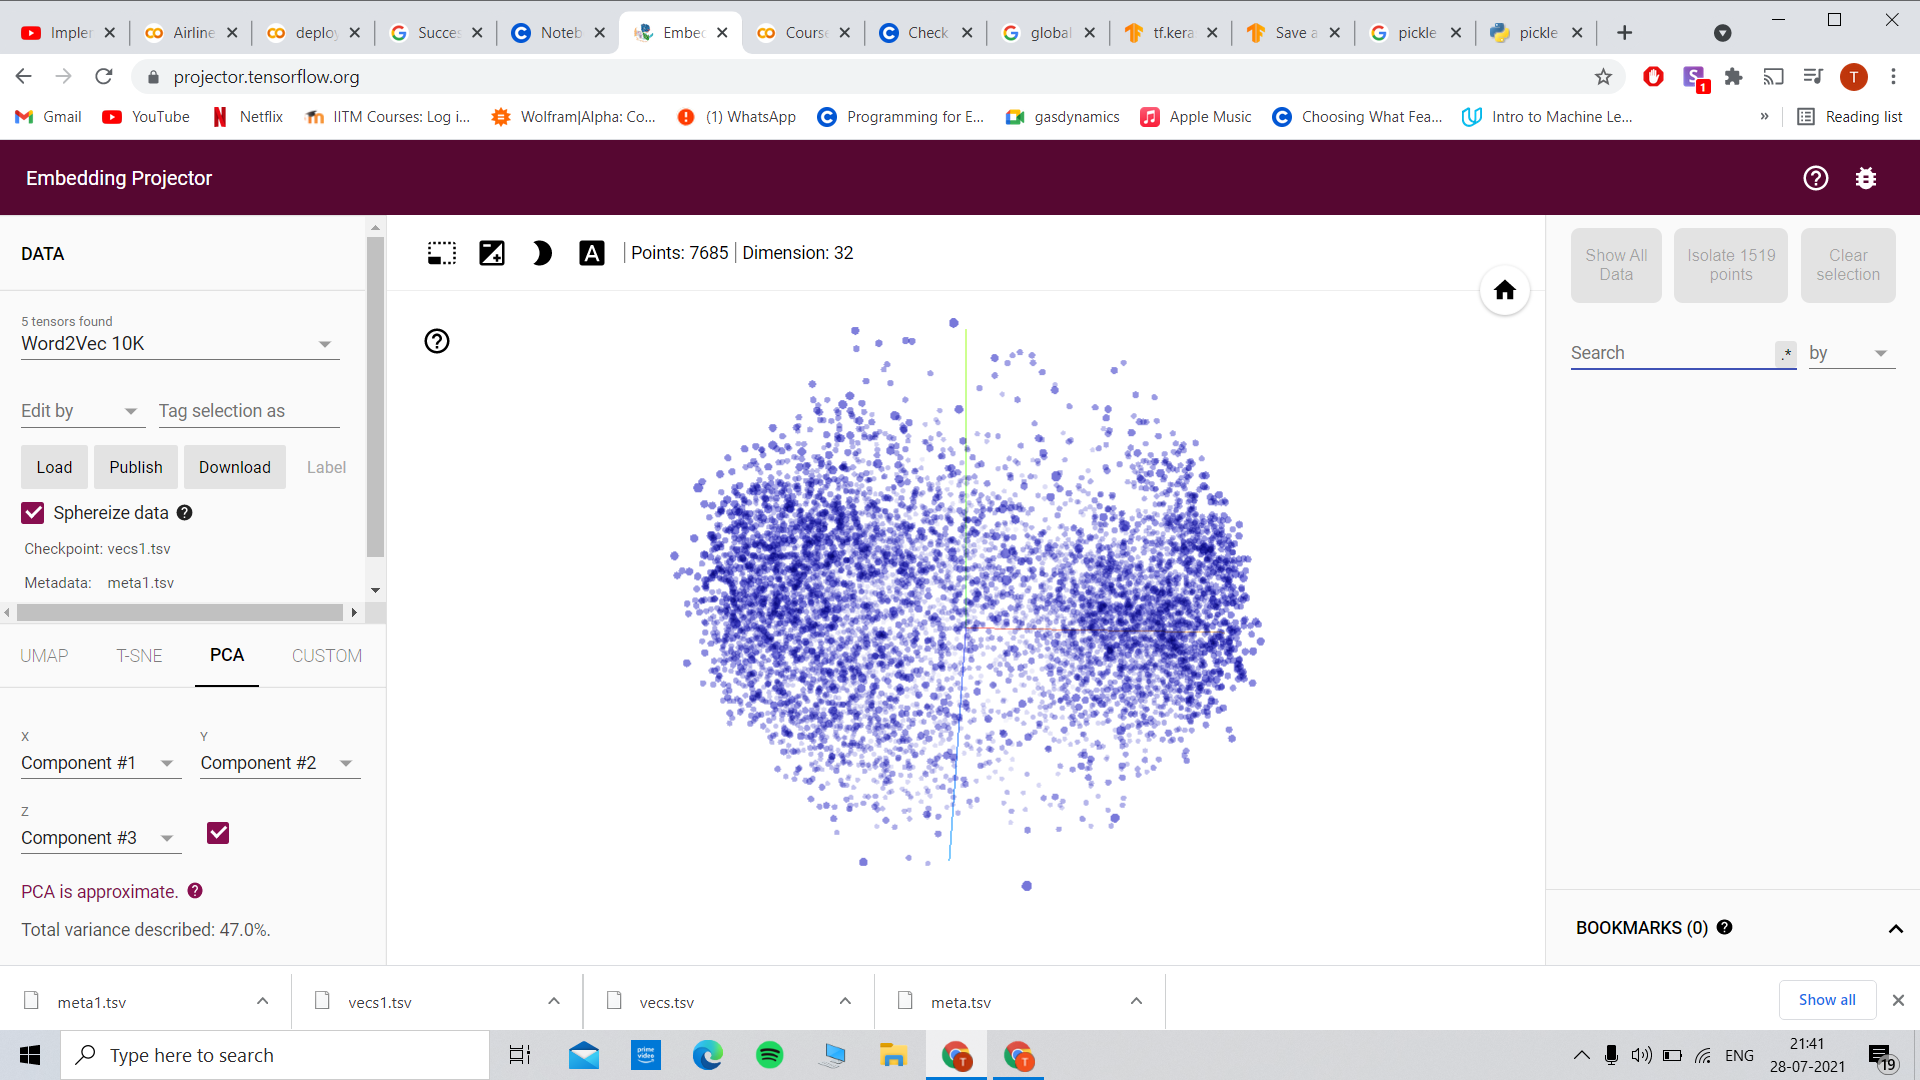 Impler
Airline
deploy
Succes
Noteb
Embed
Course
Check
global
tf.kera
Save a
pickle
pickle
projector.tensorflow.org
S
1
T
Gmail
YouTube
Netflix
IITM Courses: Log i...
Wolfram|Alpha: Co...
(1) WhatsApp
Programming for E...
gasdynamics
Apple Music
Choosing What Fea...
Intro to Machine Le...
»
Reading list
Embedding Projector
DATA
5 tensors found
Word2Vec 10K
Edit by
Tag selection as
Load
Publish
Download
Label
Sphereize data
Checkpoint: vecs1.tsv
Metadata: meta1.tsv
UMAP
T-SNE
PCA
CUSTOM
X
Component #1
Y
Component #2
Z
Component #3
PCA is approximate.
Total variance described: 47.0%.
A
Points: 7685
Dimension: 32
Show All
Data
Isolate 1519
points
Clear
selection
Search
.*
by
BOOKMARKS (0)
meta1.tsv
vecs1.tsv
vecs.tsv
meta.tsv
Show all
Type here to search
prime
video
T
T
ENG
21:41
28-07-2021
19